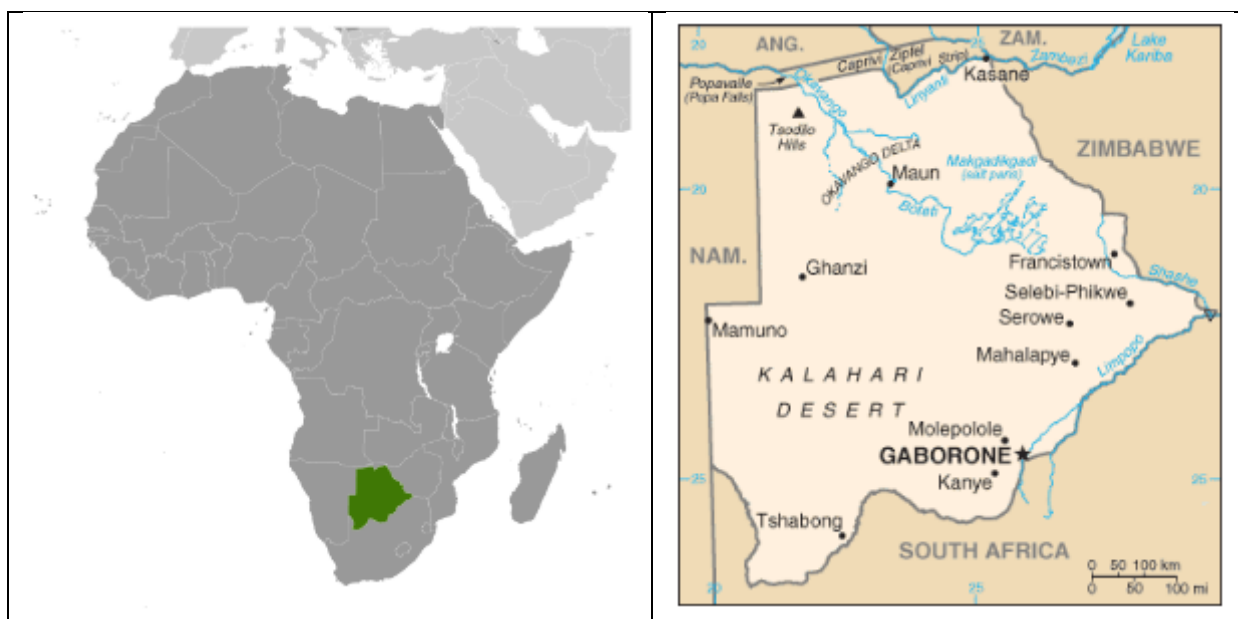 20
ANG.
Caprivi Zipfel
(Caprivi Strip)
25
ZAM.
Zambezi
Lake
Kariba
Popavalle
(Popa Falls)
Okavango
Linyanti
Kasane
Tsodilo
Hills
OKAVANGO DELTA
ZIMBABWE
Makgadikgadi
(salt pans)
Maun
20
20
Boteti
NAM.
Ghanzi
Francistown
Shashe
Selebi-Phikwe
Serowe
Mamuno
Mahalapye
Limpopo
KALAHARI
DESERT
Molepolole
GABORONE
Kanye
25
25
Tshabong
SOUTH AFRICA
0 50 100 km
0 50 100 mi
20
25